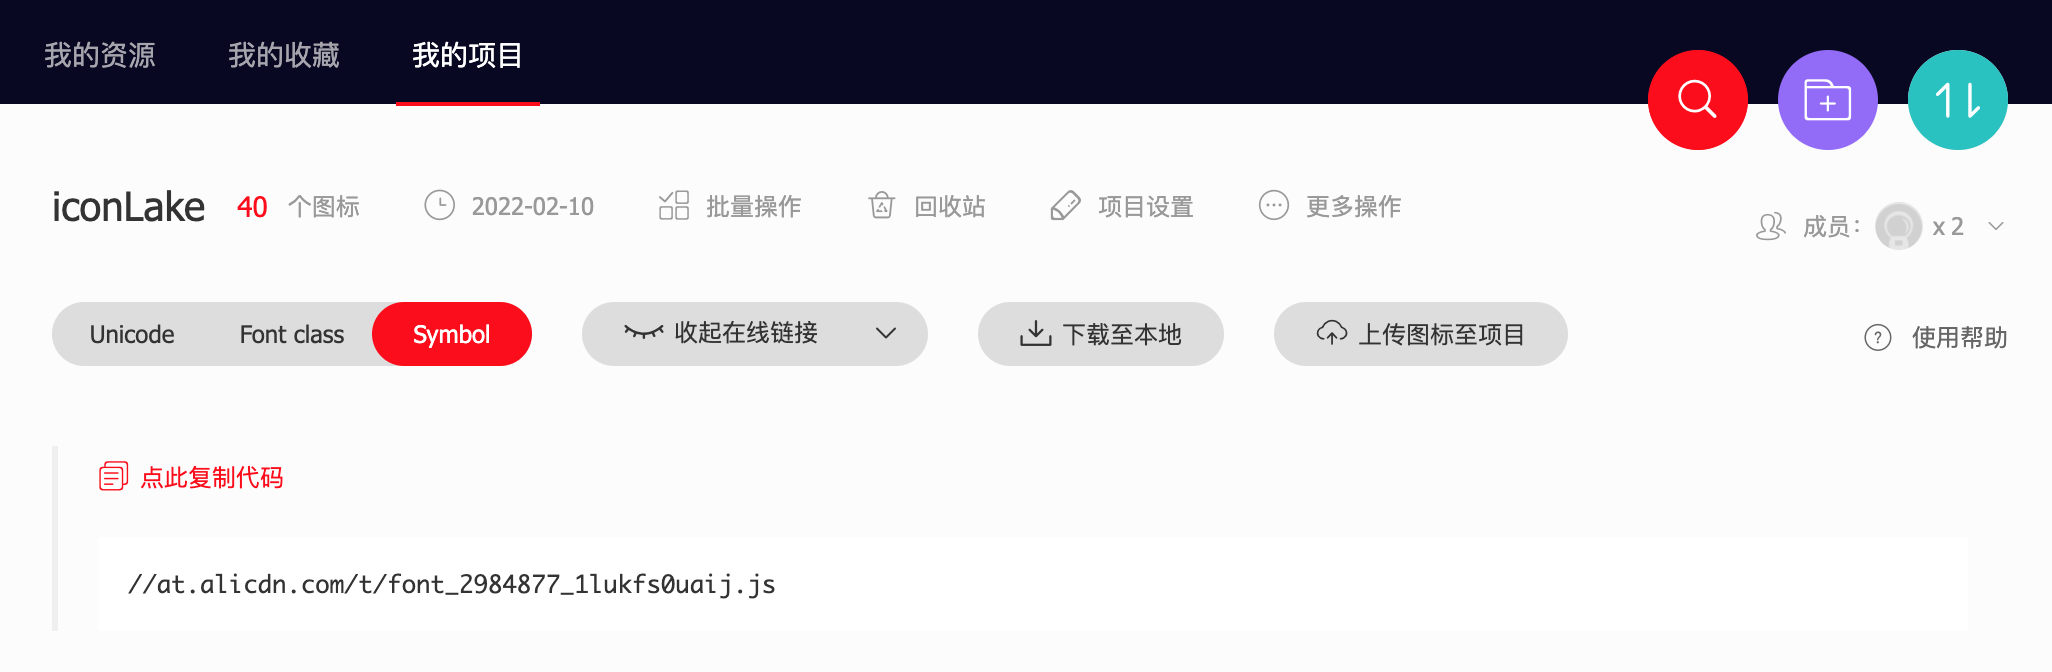 我的资源 我的收藏 我的项目
iconLake 40 个图标 2022-02-10 批量操作 回收站 项目设置 更多操作
成员： x 2
Unicode Font class Symbol 收起在线链接 下载至本地 上传图标至项目 使用帮助
点此复制代码
//at.alicdn.com/t/font_2984877_1lukfs0uaij.js